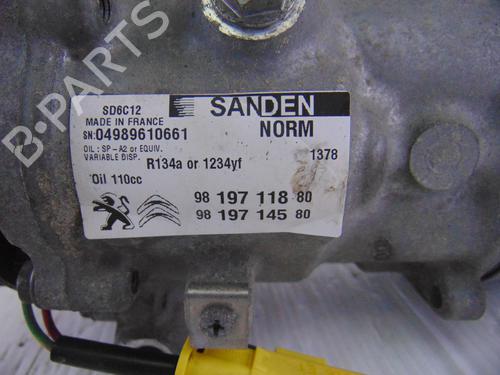 B-PARTS
SD6C12
MADE IN FRANCE
SN:04989610661
SANDEN
NORM
OIL : SP - A2 or EQUIV.
VARIABLE DISP.
R134a or 1234yf
1378
Oil 110cc
98 197 118 80
98 197 145 80